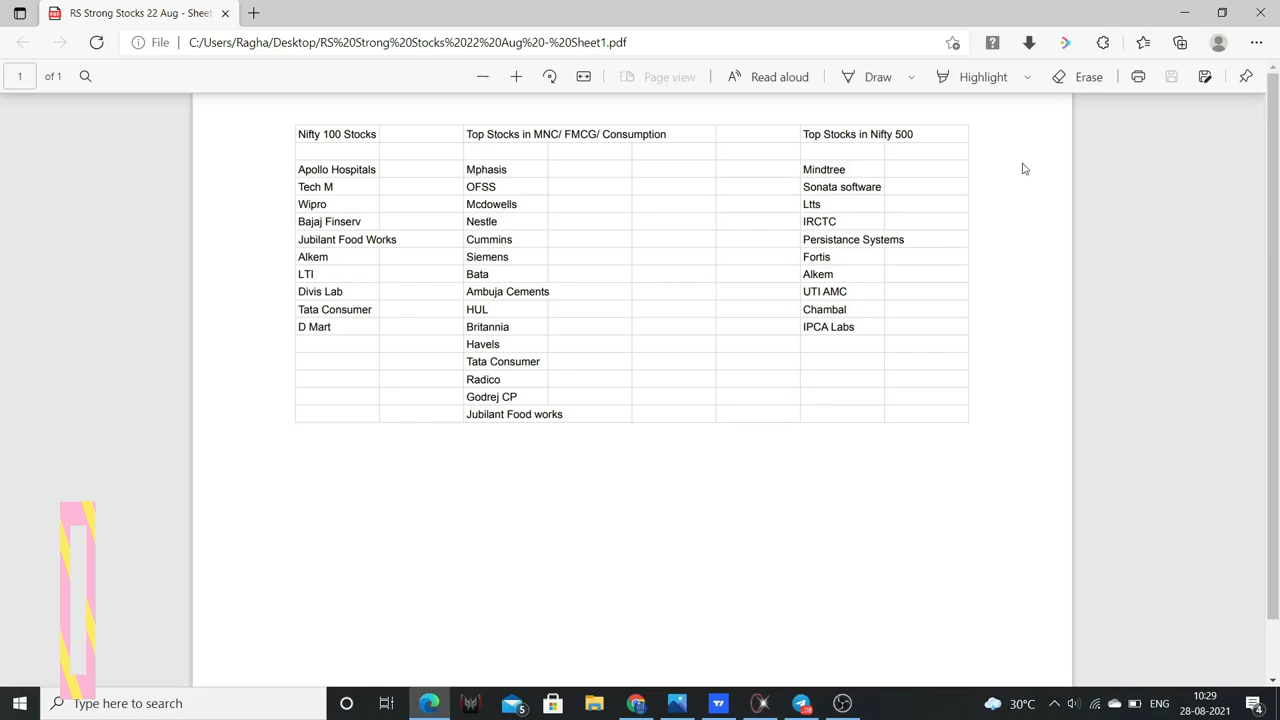 RS Strong Stocks 22 Aug - Sheet
File C:/Users/Ragha/Desktop/RS%20Strong%20Stocks%2022%20Aug%20-%20Sheet1.pdf
1 of 1 Page view Read aloud Draw Highlight Erase
Nifty 100 Stocks Top Stocks in MNC/ FMCG/ Consumption Top Stocks in Nifty 500
Apollo Hospitals Mphasis Mindtree
Tech M OFSS Sonata software
Wipro Mcdowells Ltts
Bajaj Finserv Nestle IRCTC
Jubilant Food Works Cummins Persistance Systems
Alkem Siemens Fortis
LTI Bata Alkem
Divis Lab Ambuja Cements UTI AMC
Tata Consumer HUL Chambal
D Mart Britannia IPCA Labs
Havels
Tata Consumer
Radico
Godrej CP
Jubilant Food works
Type here to search 5 30°C ENG 10:29
28-08-2021 4